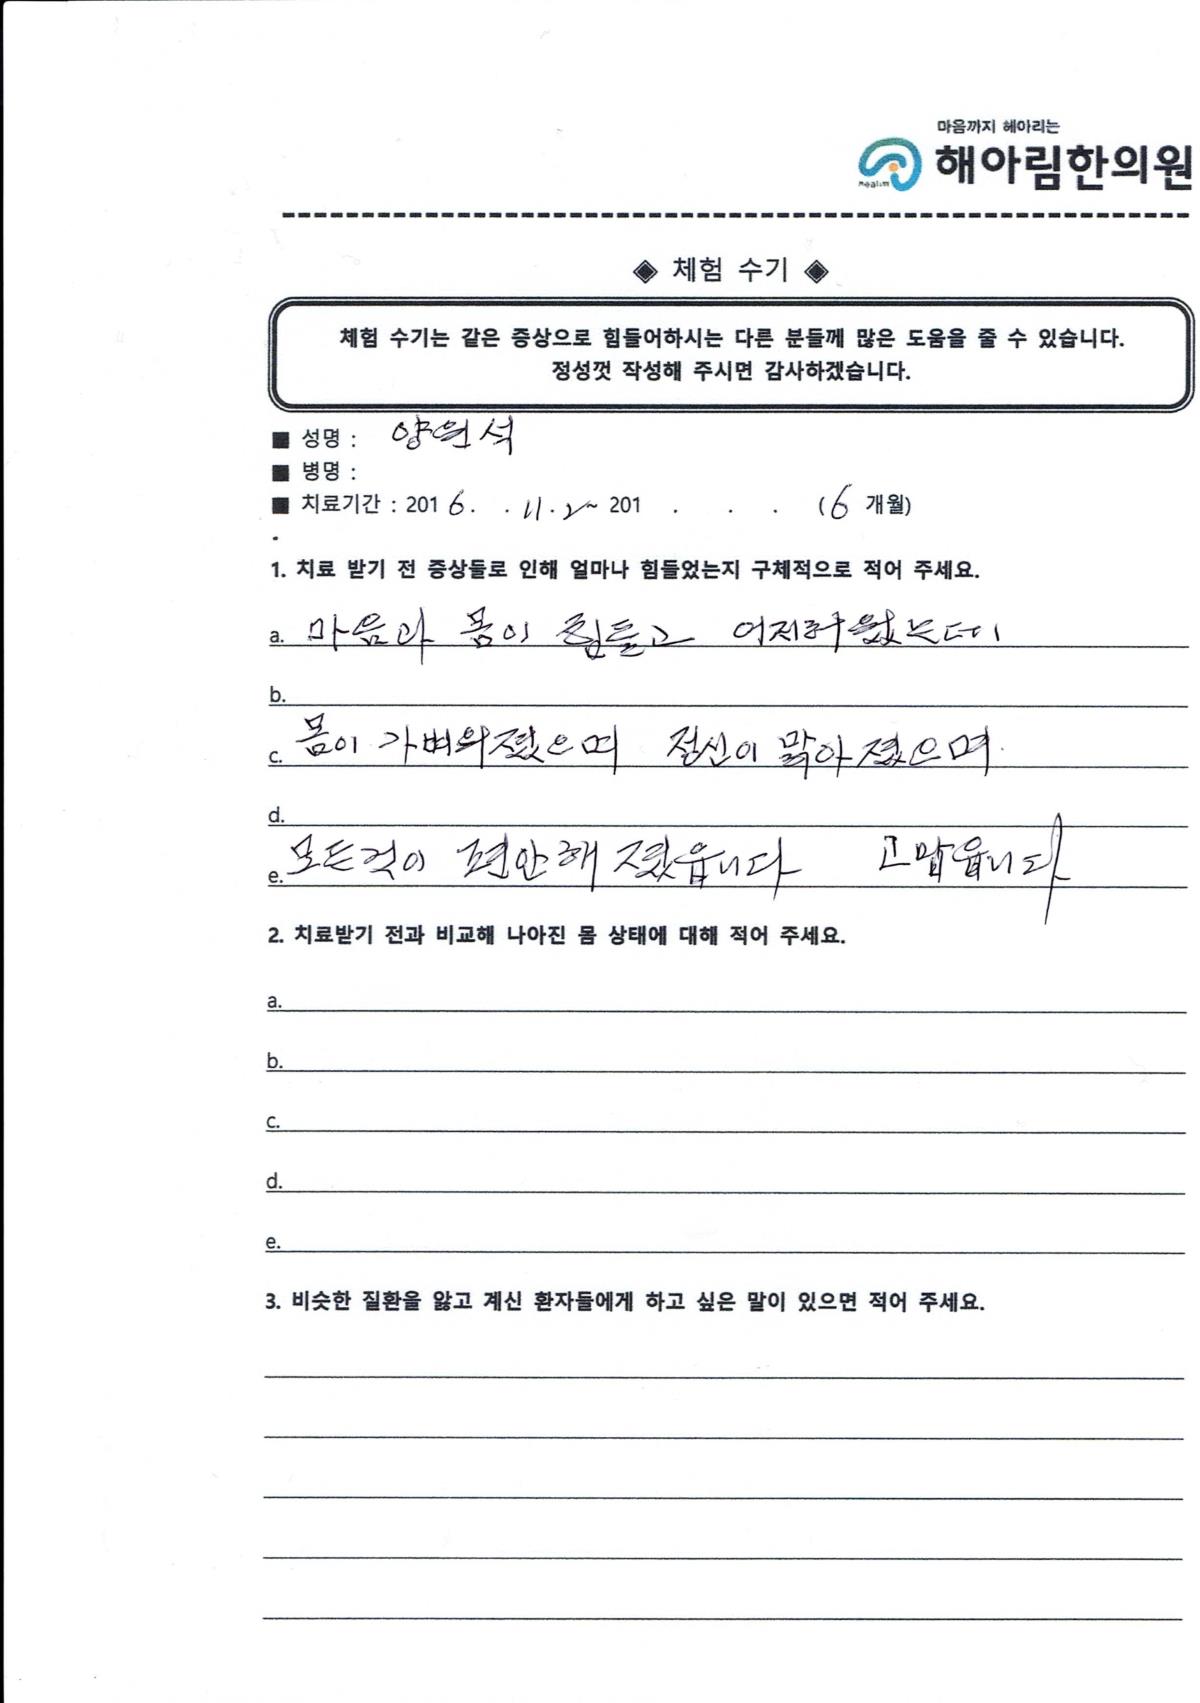 마음까지 헤아리는
해아림한의원
Healim
◈ 체험 수기 ◈
체험 수기는 같은 증상으로 힘들어하시는 다른 분들께 많은 도움을 줄 수 있습니다.
정성껏 작성해 주시면 감사하겠습니다.
■ 성명 : 양원석
■ 병명 :
■ 치료기간 : 2016. . 11. 2~ 201 . . . (6 개월)
1. 치료 받기 전 증상들로 인해 얼마나 힘들었는지 구체적으로 적어 주세요.
a. 마음과 몸이 힘들고 어지러웠는데
b.
c. 몸이 가벼워졌으며 정신이 맑아졌으며
d.
e. 모든것이 편안해 졌읍니다 고맙읍니다
2. 치료받기 전과 비교해 나아진 몸 상태에 대해 적어 주세요.
a.
b.
c.
d.
e.
3. 비슷한 질환을 앓고 계신 환자들에게 하고 싶은 말이 있으면 적어 주세요.